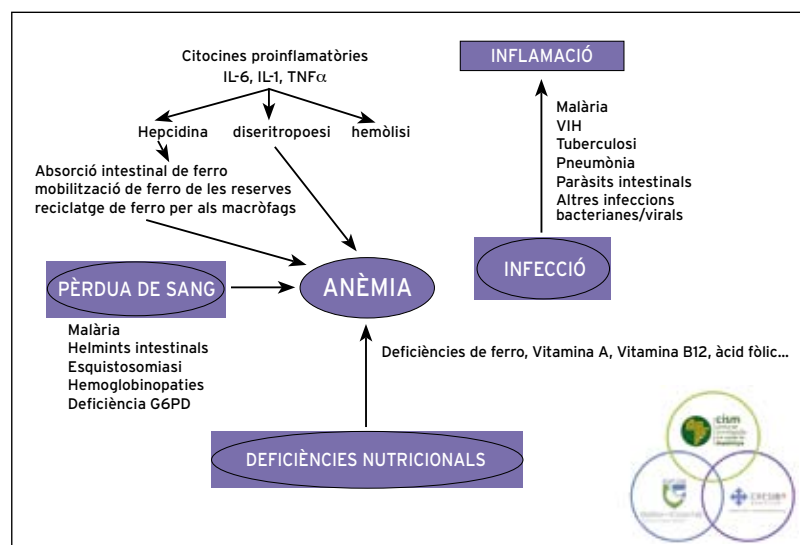 Citocines proinflamatòries
IL-6, IL-1, TNFα
Hepcidina
diseritropoesi
hemòlisi
Absorció intestinal de ferro
mobilització de ferro de les reserves
reciclatge de ferro per als macròfags
INFLAMACIÓ
Malària
VIH
Tuberculosi
Pneumònia
Paràsits intestinals
Altres infeccions
bacterianes/virals
INFECCIÓ
PÈRDUA DE SANG
ANÈMIA
Malària
Helmints intestinals
Esquistosomiasi
Hemoglobinopaties
Deficiència G6PD
Deficiències de ferro, Vitamina A, Vitamina B12, àcid fòlic...
DEFICIÈNCIES NUTRICIONALS
cism
CRESIB